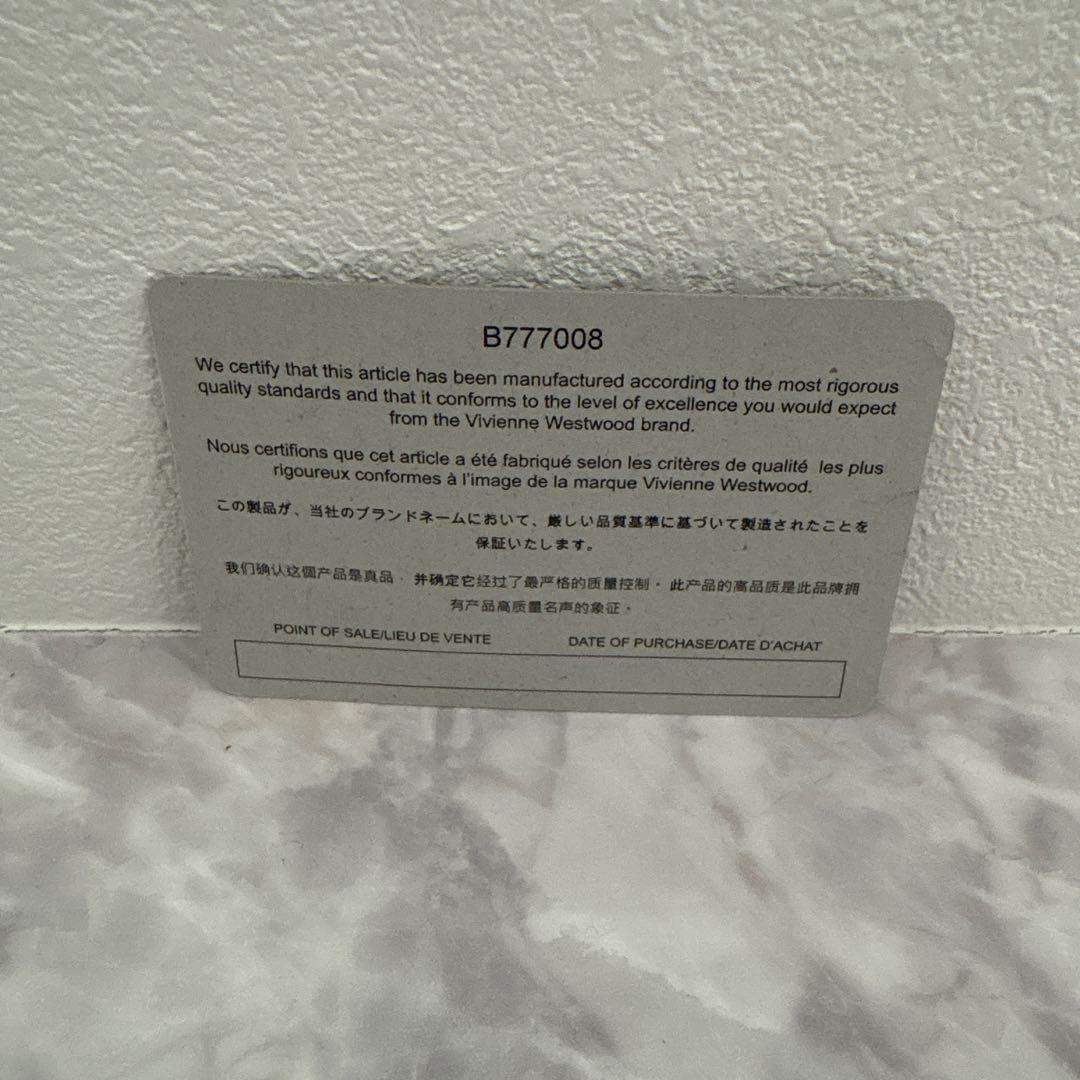 B777008
We certify that this article has been manufactured according to the most rigorous
quality standards and that it conforms to the level of excellence you would expect
from the Vivienne Westwood brand.
Nous certifions que cet article a été fabriqué selon les critères de qualité les plus
rigoureux conformes à l'image de la marque Vivienne Westwood.
この製品が、当社のブランドネームにおいて、厳しい品質基準に基づいて製造されたことを
保証いたします。
我们确认这個产品是真品。并确定它经过了最严格的质量控制。此产品的高品质是此品牌拥
有产品高质量名声的象征。
POINT OF SALE/LIEU DE VENTE DATE OF PURCHASE/DATE D'ACHAT